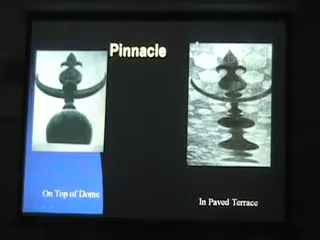 Pinnacle
On Top of Dome
In Paved Terrace